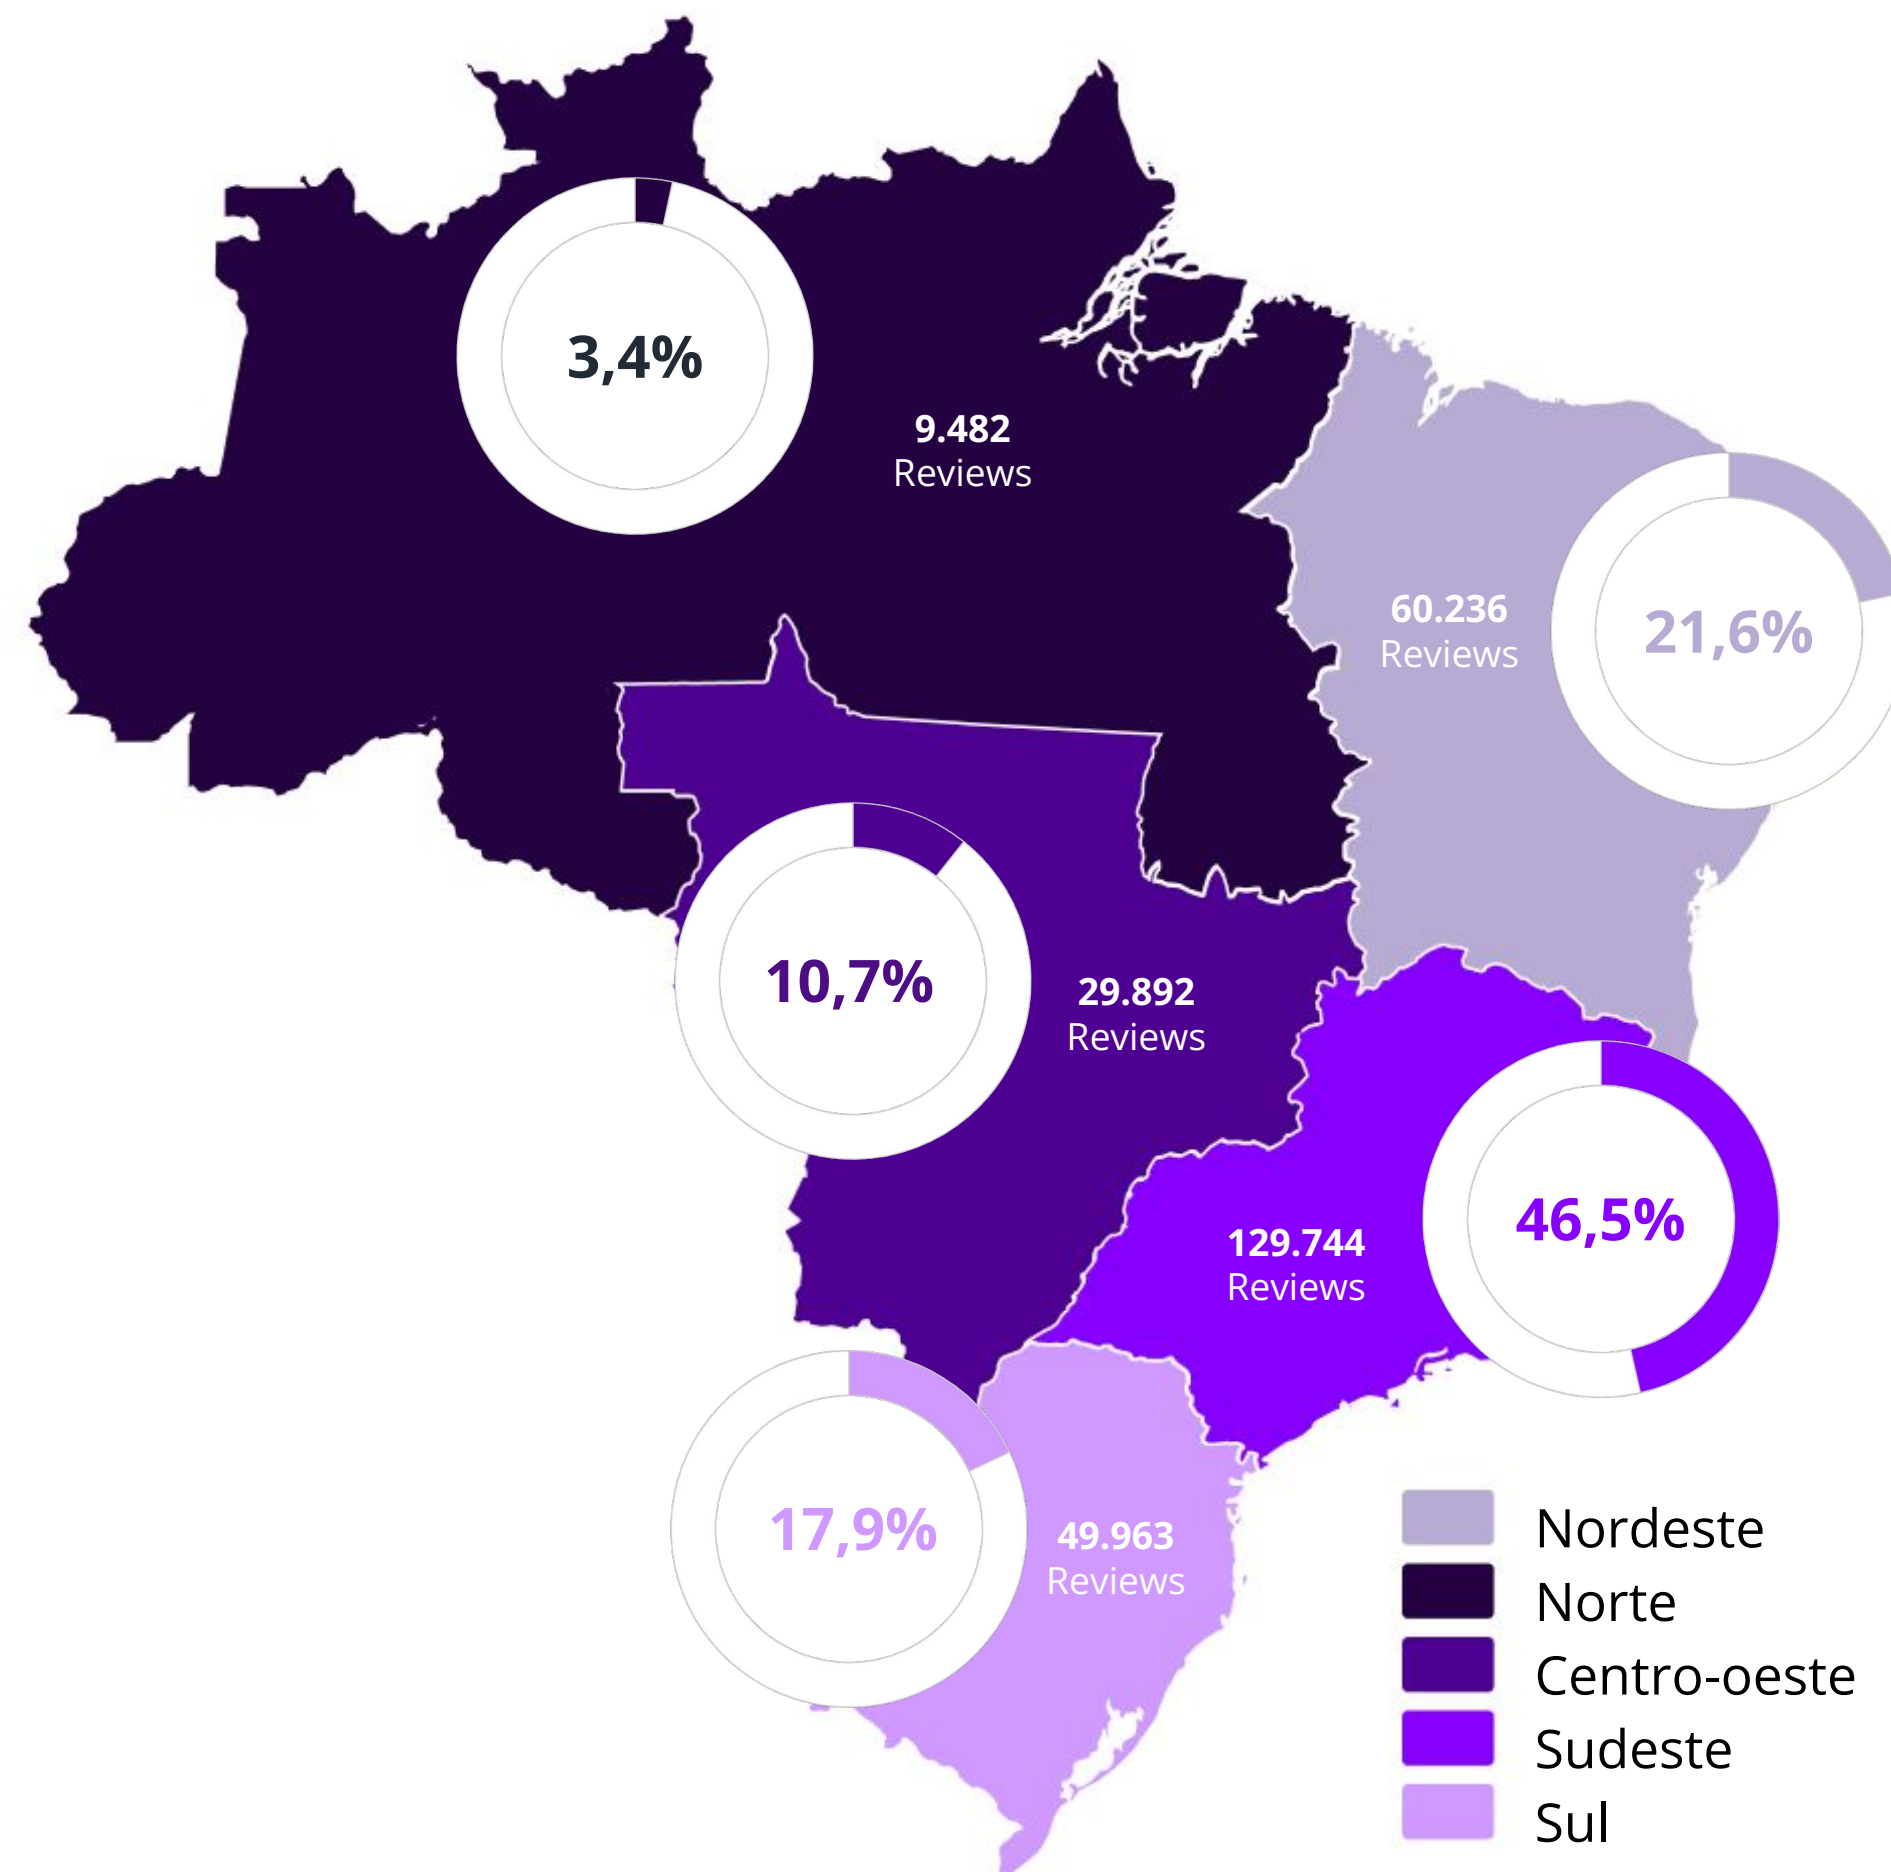 3,4%
9.482
Reviews
60.236
Reviews
21,6%
10,7%
29.892
Reviews
129.744
Reviews
46,5%
17,9%
49.963
Reviews
Nordeste
Norte
Centro-oeste
Sudeste
Sul